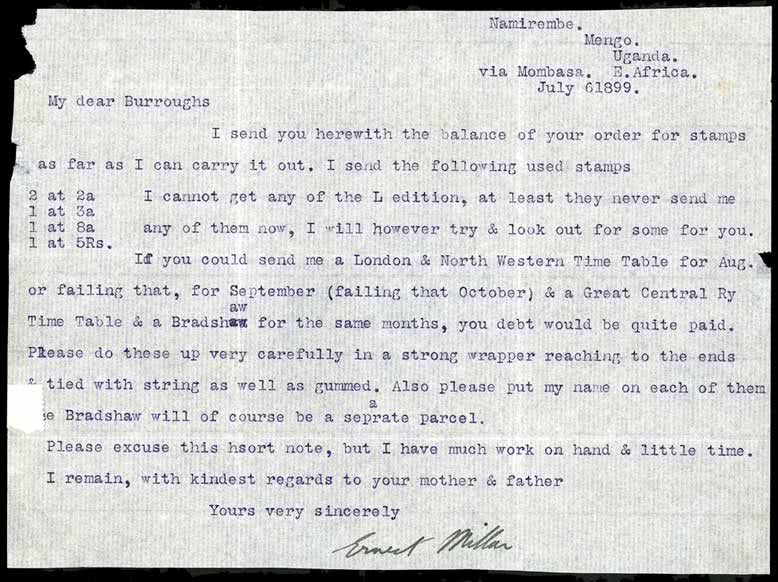 Namirembe.
Mengo.
Uganda.
via Mombasa. E.Africa.
July 61899.
My dear Burroughs
I send you herewith the balance of your order for stamps
as far as I can carry it out. I send the following used stamps
2 at 2a I cannot get any of the L edition, at least they never send me
1 at 3a
1 at 8a any of them now, I will however try & look out for some for you.
1 at 5Rs.
If you could send me a London & North Western Time Table for Aug.
or failing that, for September (failing that October) & a Great Central Ry
aw
Time Table & a Bradshaw for the same months, you debt would be quite paid.
Please do these up very carefully in a strong wrapper reaching to the ends
& tied with string as well as gummed. Also please put my name on each of them
a
e Bradshaw will of course be a seprate parcel.
Please excuse this hsort note, but I have much work on hand & little time.
I remain, with kindest regards to your mother & father
Yours very sincerely
Ernest Millar